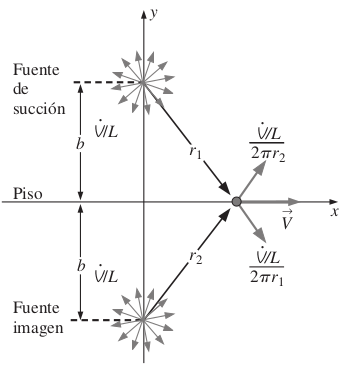 y
Fuente
de
succión
V̇/L
b
r₁
V̇/L
2πr₂
Piso
x
V⃗
b
V̇/L
r₂
V̇/L
2πr₁
Fuente
imagen